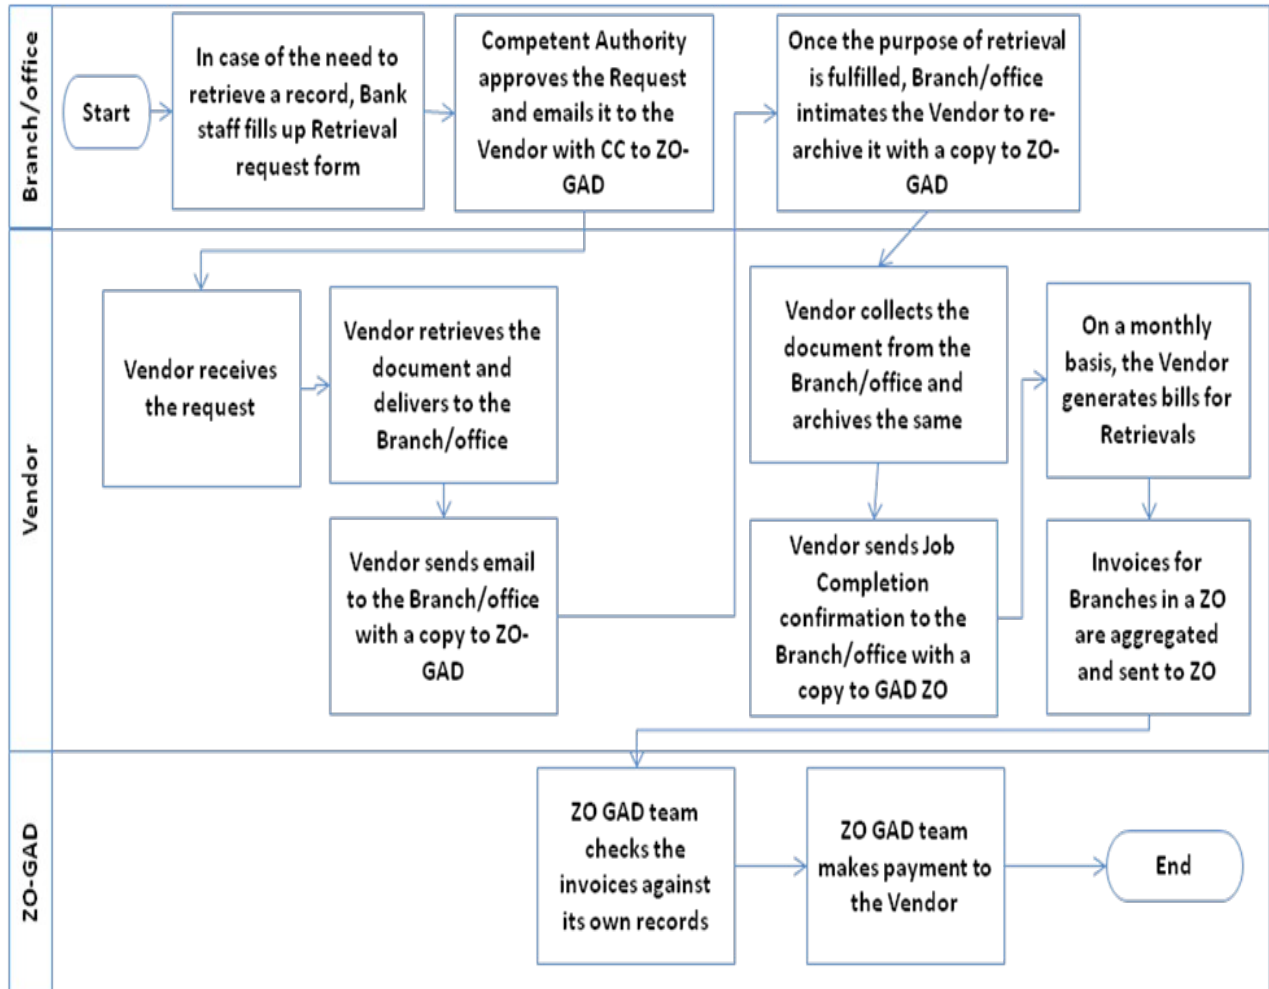 Branch/office
Start
In case of the need to
retrieve a record, Bank
staff fills up Retrieval
request form
Competent Authority
approves the Request
and emails it to the
Vendor with CC to ZO-
GAD
Once the purpose of retrieval
is fulfilled, Branch/office
intimates the Vendor to re-
archive it with a copy to ZO-
GAD
Vendor
Vendor receives
the request
Vendor retrieves the
document and
delivers to the
Branch/office
Vendor sends email
to the Branch/office
with a copy to ZO-
GAD
Vendor collects the
document from the
Branch/office and
archives the same
Vendor sends Job
Completion
confirmation to the
Branch/office with a
copy to GAD ZO
On a monthly
basis, the Vendor
generates bills for
Retrievals
Invoices for
Branches in a ZO
are aggregated
and sent to ZO
ZO-GAD
ZO GAD team
checks the
invoices against
its own records
ZO GAD team
makes payment to
the Vendor
End